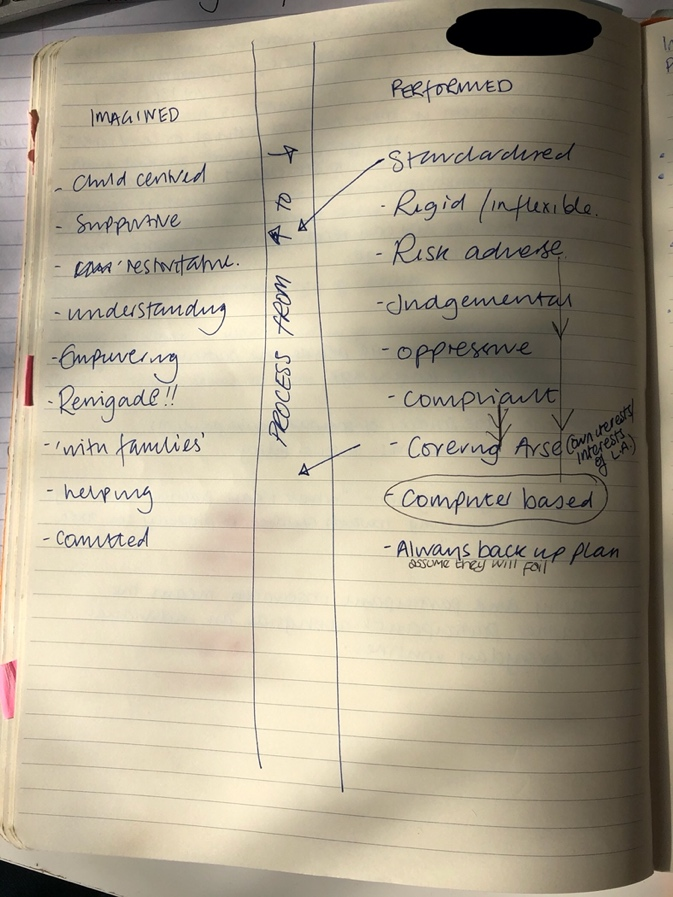 IMAGINED
- Child centred
- Supportive
- restorative.
- understanding
- Empowering
- Renigade!!
- 'with families'
- helping
- Comitted
PROCESS FROM to
PERFORMED
- Standardised
- Rigid / inflexible.
- Risk adverse
- Judgemental
- oppresive
- Compliant
- Covering Arse (own interests/
interests
of L.A.)
- Computer based
- Always back up plan
assume they will fail